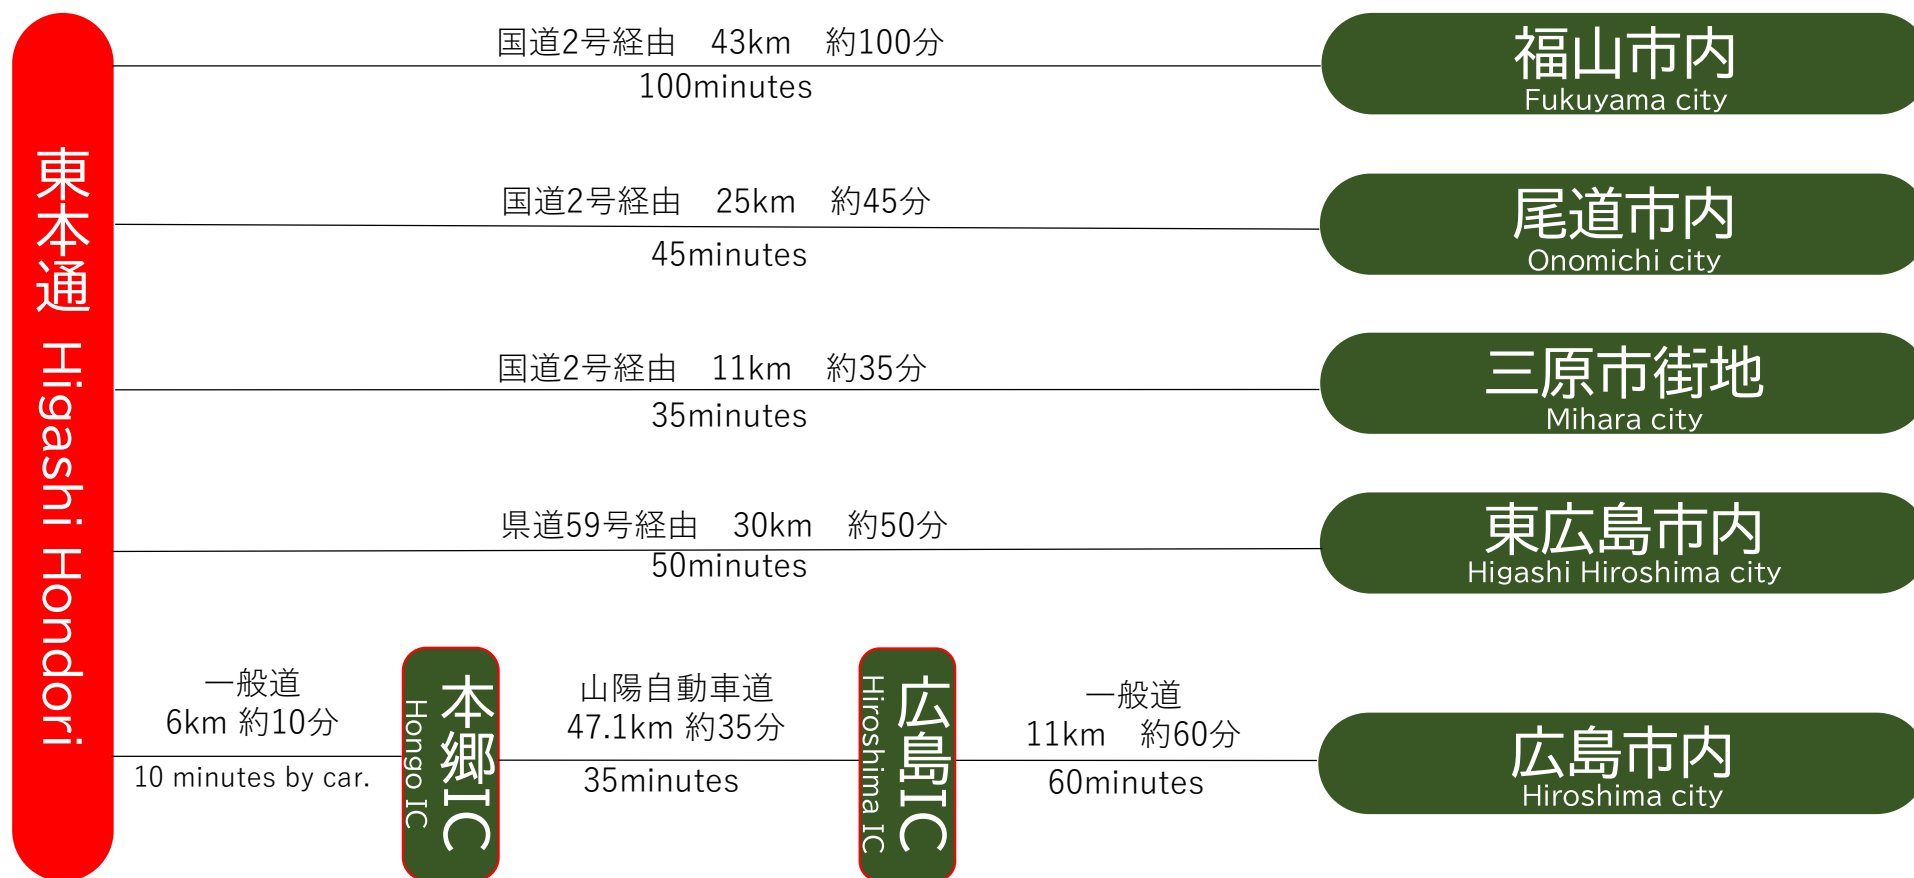 東本通 Higashi Hondori
国道2号経由　43km　約100分
100minutes
福山市内
Fukuyama city
国道2号経由　25km　約45分
45minutes
尾道市内
Onomichi city
国道2号経由　11km　約35分
35minutes
三原市街地
Mihara city
県道59号経由　30km　約50分
50minutes
東広島市内
Higashi Hiroshima city
一般道
6km 約10分
10 minutes by car.
本郷IC
Hongo IC
山陽自動車道
47.1km 約35分
35minutes
広島IC
Hiroshima IC
一般道
11km　約60分
60minutes
広島市内
Hiroshima city